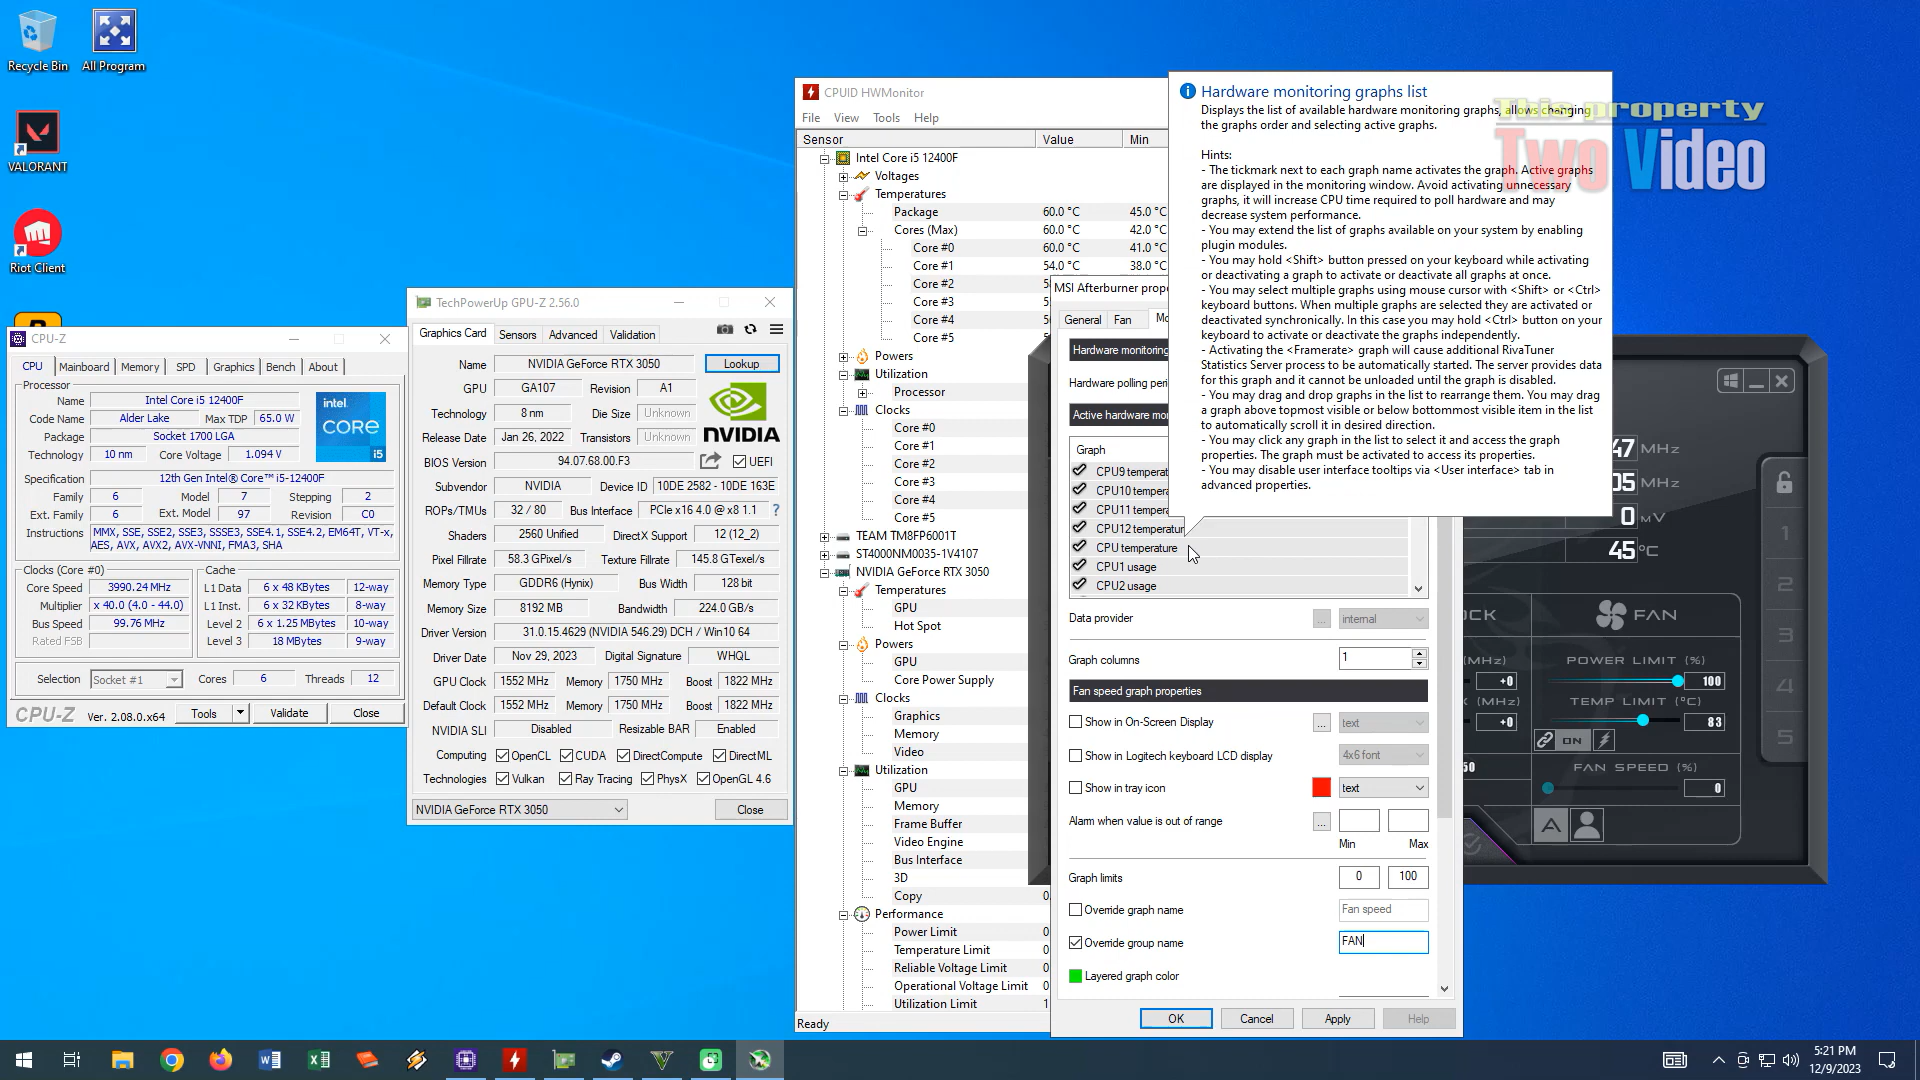 Recycle Bin
All Program
VALORANT
Riot Client
CPU-Z
CPU
Mainboard
Memory
SPD
Graphics
Bench
About
Processor
Name
Intel Core i5 12400F
Code Name
Alder Lake
Max TDP
65.0 W
Package
Socket 1700 LGA
Technology
10 nm
Core Voltage
1.094 V
intel
CORE
i5
Specification
12th Gen Intel® Core™ i5-12400F
Family
6
Model
7
Stepping
2
Ext. Family
6
Ext. Model
97
Revision
C0
Instructions
MMX, SSE, SSE2, SSE3, SSSE3, SSE4.1, SSE4.2, EM64T, VT-x,
AES, AVX, AVX2, AVX-VNNI, FMA3, SHA
Clocks (Core #0)
Core Speed
3990.24 MHz
Multiplier
x 40.0 (4.0 - 44.0)
Bus Speed
99.76 MHz
Rated FSB
Cache
L1 Data
6 x 48 KBytes
12-way
L1 Inst.
6 x 32 KBytes
8-way
Level 2
6 x 1.25 MBytes
10-way
Level 3
18 MBytes
9-way
Selection
Socket #1
Cores
6
Threads
12
CPU-Z
Ver. 2.08.0.x64
Tools
Validate
Close
TechPowerUp GPU-Z 2.56.0
Graphics Card
Sensors
Advanced
Validation
Name
NVIDIA GeForce RTX 3050
Lookup
GPU
GA107
Revision
A1
Technology
8 nm
Die Size
Unknown
Release Date
Jan 26, 2022
Transistors
Unknown
NVIDIA
BIOS Version
94.07.68.00.F3
UEFI
Subvendor
NVIDIA
Device ID
10DE 2582 - 10DE 163E
ROPs/TMUs
32 / 80
Bus Interface
PCIe x16 4.0 @ x8 1.1
?
Shaders
2560 Unified
DirectX Support
12 (12_2)
Pixel Fillrate
58.3 GPixel/s
Texture Fillrate
145.8 GTexel/s
Memory Type
GDDR6 (Hynix)
Bus Width
128 bit
Memory Size
8192 MB
Bandwidth
224.0 GB/s
Driver Version
31.0.15.4629 (NVIDIA 546.29) DCH / Win10 64
Driver Date
Nov 29, 2023
Digital Signature
WHQL
GPU Clock
1552 MHz
Memory
1750 MHz
Boost
1822 MHz
Default Clock
1552 MHz
Memory
1750 MHz
Boost
1822 MHz
NVIDIA SLI
Disabled
Resizable BAR
Enabled
Computing
OpenCL
CUDA
DirectCompute
DirectML
Technologies
Vulkan
Ray Tracing
PhysX
OpenGL 4.6
NVIDIA GeForce RTX 3050
Close
CPUID HWMonitor
File
View
Tools
Help
Sensor
Value
Min
Intel Core i5 12400F
Voltages
Temperatures
Package
60.0 °C
45.0 °C
Cores (Max)
60.0 °C
42.0 °C
Core #0
60.0 °C
41.0 °C
Core #1
54.0 °C
38.0 °C
Core #2
Core #3
Core #4
Core #5
Powers
Utilization
Processor
Clocks
Core #0
Core #1
Core #2
Core #3
Core #4
Core #5
TEAM TM8FP6001T
ST4000NM0035-1V4107
NVIDIA GeForce RTX 3050
Temperatures
GPU
Hot Spot
Powers
GPU
Core Power Supply
Clocks
Graphics
Memory
Video
Utilization
GPU
Memory
Frame Buffer
Video Engine
Bus Interface
3D
Copy
0.
Performance
Power Limit
0
Temperature Limit
0
Reliable Voltage Limit
0
Operational Voltage Limit
0
Utilization Limit
1
Ready
MSI Afterburner prope
General
Fan
Mo
Hardware monitoring
Hardware polling peri
Active hardware mo
Graph
CPU9 temperat
CPU10 tempera
CPU11 tempera
CPU12 temperatur
CPU temperature
CPU1 usage
CPU2 usage
Data provider
...
internal
Graph columns
1
Fan speed graph properties
Show in On-Screen Display
...
text
Show in Logitech keyboard LCD display
4x6 font
Show in tray icon
text
Alarm when value is out of range
...
Min
Max
Graph limits
0
100
Override graph name
Fan speed
Override group name
FAN
Layered graph color
OK
Cancel
Apply
Help
Hardware monitoring graphs list
Displays the list of available hardware monitoring graphs, allows changing
the graphs order and selecting active graphs.
Hints:
- The tickmark next to each graph name activates the graph. Active graphs
are displayed in the monitoring window. Avoid activating unnecessary
graphs, it will increase CPU time required to poll hardware and may
decrease system performance.
- You may extend the list of graphs available on your system by enabling
plugin modules.
- You may hold <Shift> button pressed on your keyboard while activating
or deactivating a graph to activate or deactivate all graphs at once.
- You may select multiple graphs using mouse cursor with <Shift> or <Ctrl>
keyboard buttons. When multiple graphs are selected they are activated or
deactivated synchronically. In this case you may hold <Ctrl> button on your
keyboard to activate or deactivate the graphs independently.
- Activating the <Framerate> graph will cause additional RivaTuner
Statistics Server process to be automatically started. The server provides data
for this graph and it cannot be unloaded until the graph is disabled.
- You may drag and drop graphs in the list to rearrange them. You may drag
a graph above topmost visible or below bottommost visible item in the list
to automatically scroll it in desired direction.
- You may click any graph in the list to select it and access the graph
properties. The graph must be activated to access its properties.
- You may disable user interface tooltips via <User interface> tab in
advanced properties.
This property
Two Video
47 MHz
05 MHz
0 mV
45 °C
1
2
3
4
5
OCK
FAN
(MHz)
+0
POWER LIMIT (%)
100
(MHz)
+0
TEMP LIMIT (°C)
83
ON
50
FAN SPEED (%)
0
A
5:21 PM
12/9/2023